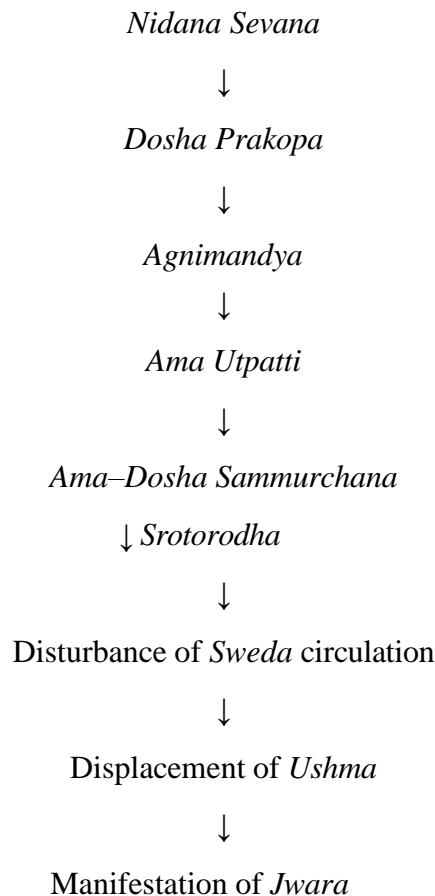 Nidana Sevana
↓
Dosha Prakopa
↓
Agnimandya
↓
Ama Utpatti
↓
Ama–Dosha Sammurchana
↓ Srotorodha
↓
Disturbance of Sweda circulation
↓
Displacement of Ushma
↓
Manifestation of Jwara